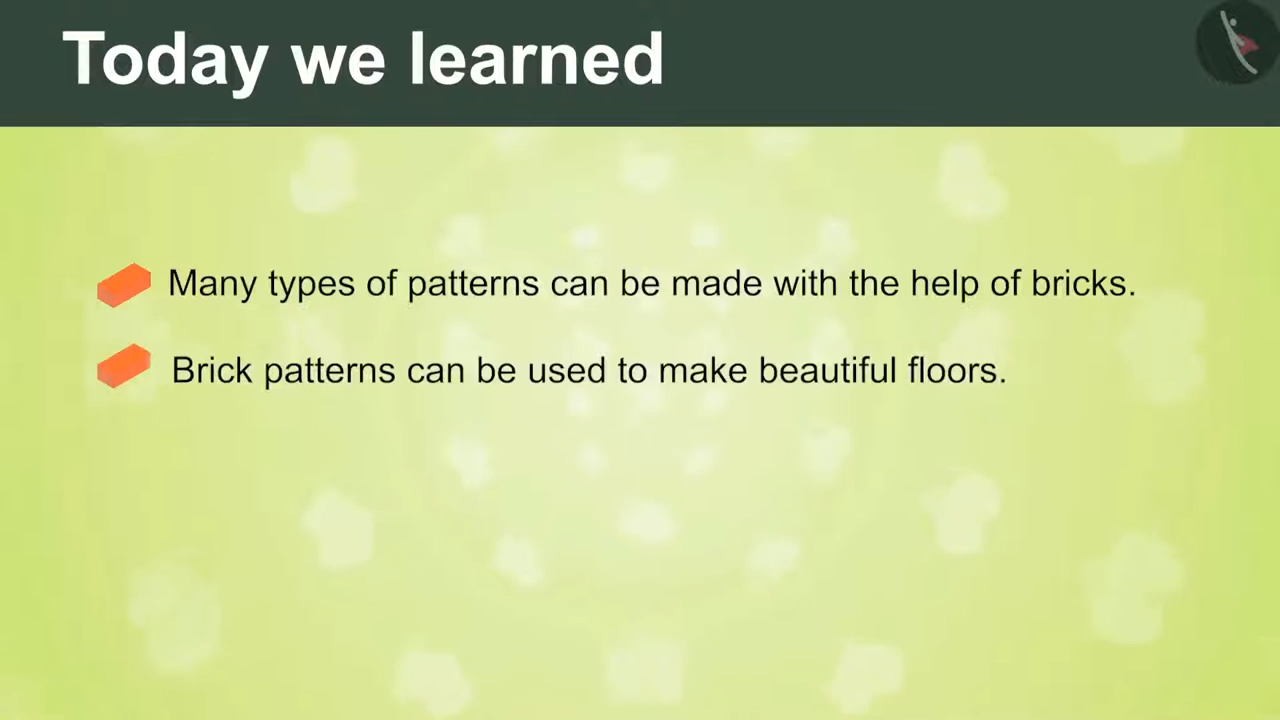 Today we learned
Many types of patterns can be made with the help of bricks.
Brick patterns can be used to make beautiful floors.